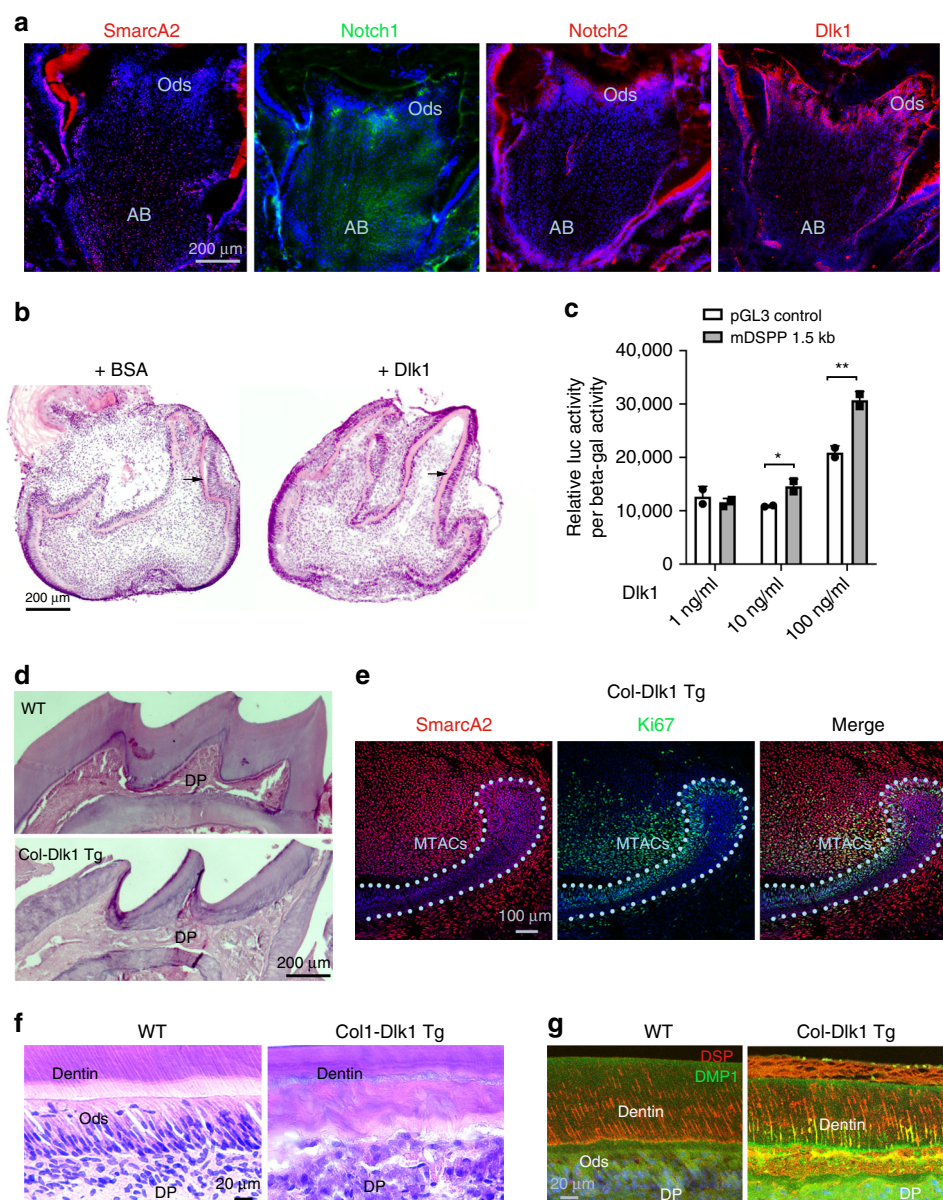 a
SmarcA2 Notch1 Notch2 Dlk1
Ods Ods Ods
AB AB AB
200 μm
b
+ BSA + Dlk1
200 μm
c
pGL3 control
mDSPP 1.5 kb
Relative luc activity
per beta-gal activity
40,000
30,000
20,000
10,000
0
* **
Dlk1 1 ng/ml 10 ng/ml 100 ng/ml
d
WT
DP
Col-Dlk1 Tg
DP
200 μm
e
Col-Dlk1 Tg
SmarcA2 Ki67 Merge
MTACs MTACs MTACs
100 μm
f
WT Col1-Dlk1 Tg
Dentin Dentin
Ods
20 μm 20 μm
DP DP
g
WT Col-Dlk1 Tg
DSP
DMP1
Dentin Dentin
Ods
20 μm
DP DP